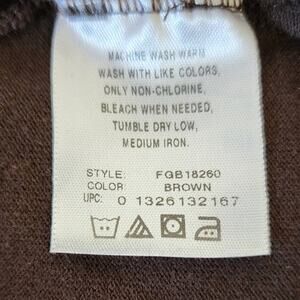 MACHINE WASH WARM
WASH WITH LIKE COLORS,
ONLY NON-CHLORINE,
BLEACH WHEN NEEDED,
TUMBLE DRY LOW,
MEDIUM IRON.
STYLE: FGB18260
COLOR: BROWN
UPC: 0 1326132167